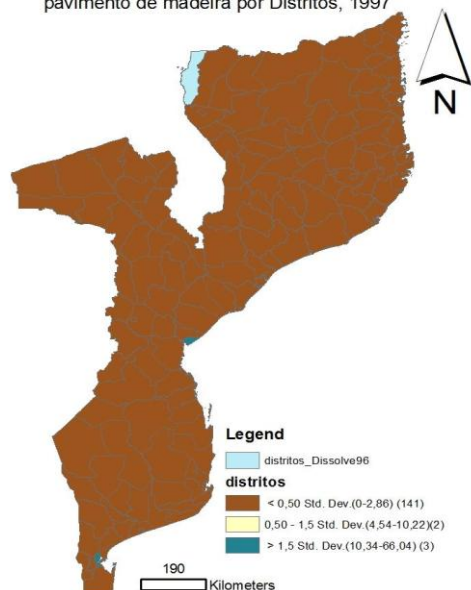 pavimento de madeira por Distritos, 1997
N
Legend
distritos_Dissolve96
distritos
< 0,50 Std. Dev.(0-2,86) (141)
0,50 - 1,5 Std. Dev.(4,54-10,22)(2)
> 1,5 Std. Dev.(10,34-66,04) (3)
190
Kilometers